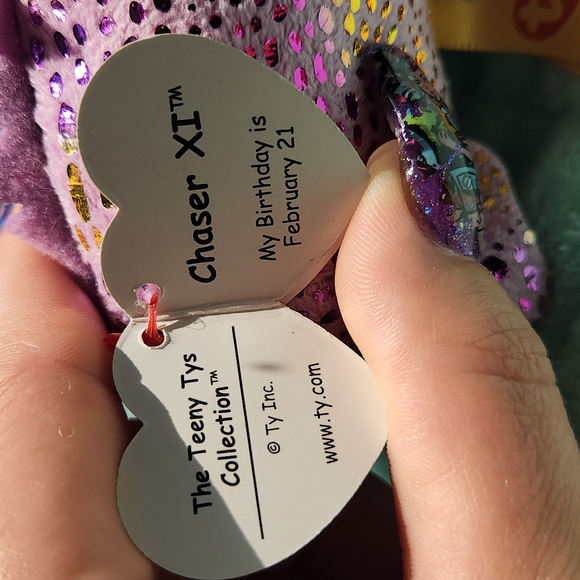 The Teeny Tys
Collection™
© Ty Inc.
www.ty.com
Chaser XI™
My Birthday is
February 21